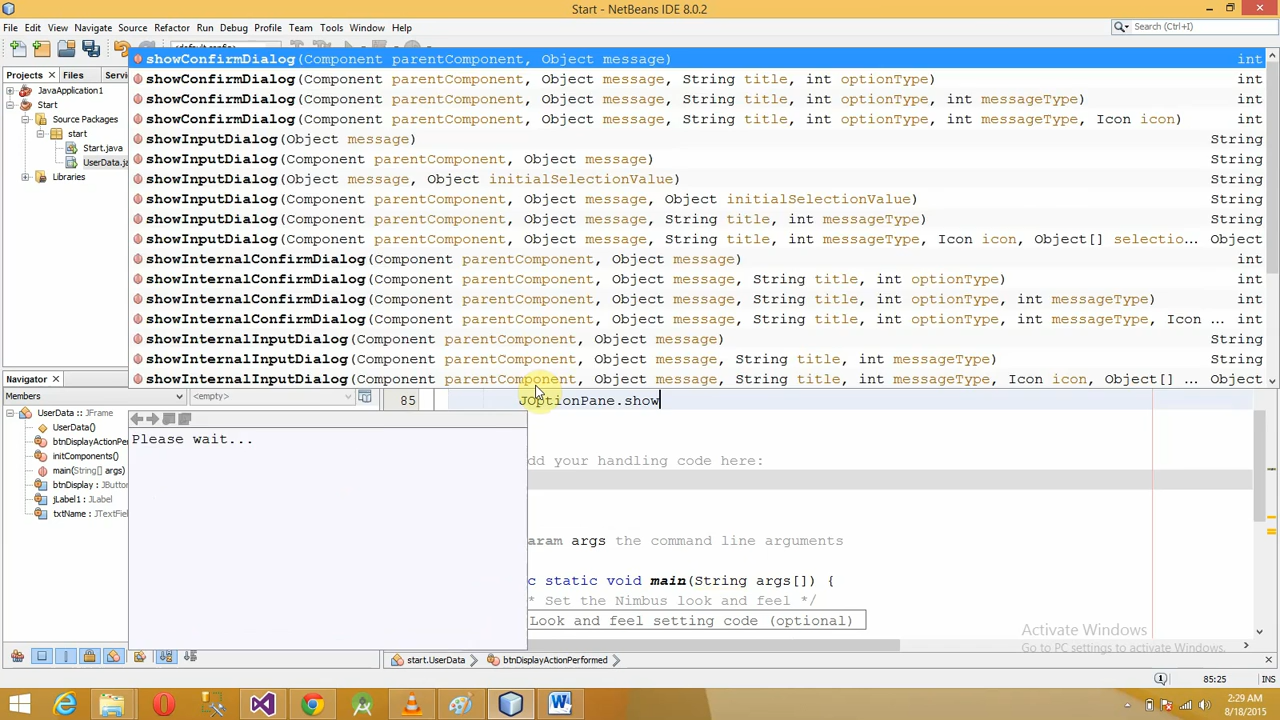 Start - NetBeans IDE 8.0.2
File Edit View Navigate Source Refactor Run Debug Profile Team Tools Window Help
Search (Ctrl+I)
Projects × Files Servi
JavaApplication1
Start
Source Packages
start
Start.java
UserData.ja
Libraries
showConfirmDialog(Component parentComponent, Object message) int
showConfirmDialog(Component parentComponent, Object message, String title, int optionType) int
showConfirmDialog(Component parentComponent, Object message, String title, int optionType, int messageType) int
showConfirmDialog(Component parentComponent, Object message, String title, int optionType, int messageType, Icon icon) int
showInputDialog(Object message) String
showInputDialog(Component parentComponent, Object message) String
showInputDialog(Object message, Object initialSelectionValue) String
showInputDialog(Component parentComponent, Object message, Object initialSelectionValue) String
showInputDialog(Component parentComponent, Object message, String title, int messageType) String
showInputDialog(Component parentComponent, Object message, String title, int messageType, Icon icon, Object[] selectio... Object
showInternalConfirmDialog(Component parentComponent, Object message) int
showInternalConfirmDialog(Component parentComponent, Object message, String title, int optionType) int
showInternalConfirmDialog(Component parentComponent, Object message, String title, int optionType, int messageType) int
showInternalConfirmDialog(Component parentComponent, Object message, String title, int optionType, int messageType, Icon ... int
showInternalInputDialog(Component parentComponent, Object message) String
showInternalInputDialog(Component parentComponent, Object message, String title, int messageType) String
showInternalInputDialog(Component parentComponent, Object message, String title, int messageType, Icon icon, Object[] ... Object
Navigator ×
Members <empty>
UserData :: JFrame
UserData()
btnDisplayActionPe
initComponents()
main(String[] args)
btnDisplay : JButto
jLabel1 : JLabel
txtName : JTextFiel
85 JOptionPane.show
Please wait...
dd your handling code here:
aram args the command line arguments
c static void main(String args[]) {
* Set the Nimbus look and feel */
Look and feel setting code (optional)
Activate Windows
Go to PC settings to activate Windows.
start.UserData btnDisplayActionPerformed
85:25 INS
2:29 AM
8/18/2015